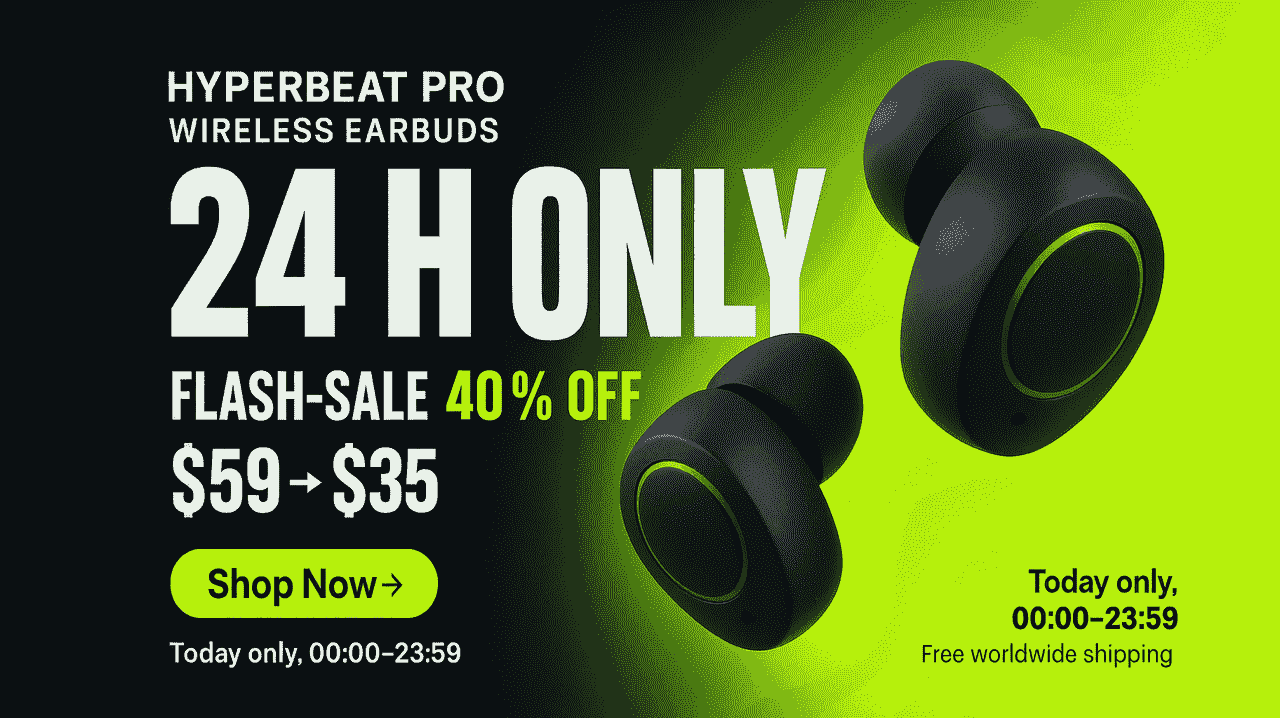 HYPERBEAT PRO
WIRELESS EARBUDS
24 H ONLY
FLASH-SALE 40% OFF
$59→$35
Shop Now→
Today only, 00:00–23:59
Today only,
00:00–23:59
Free worldwide shipping